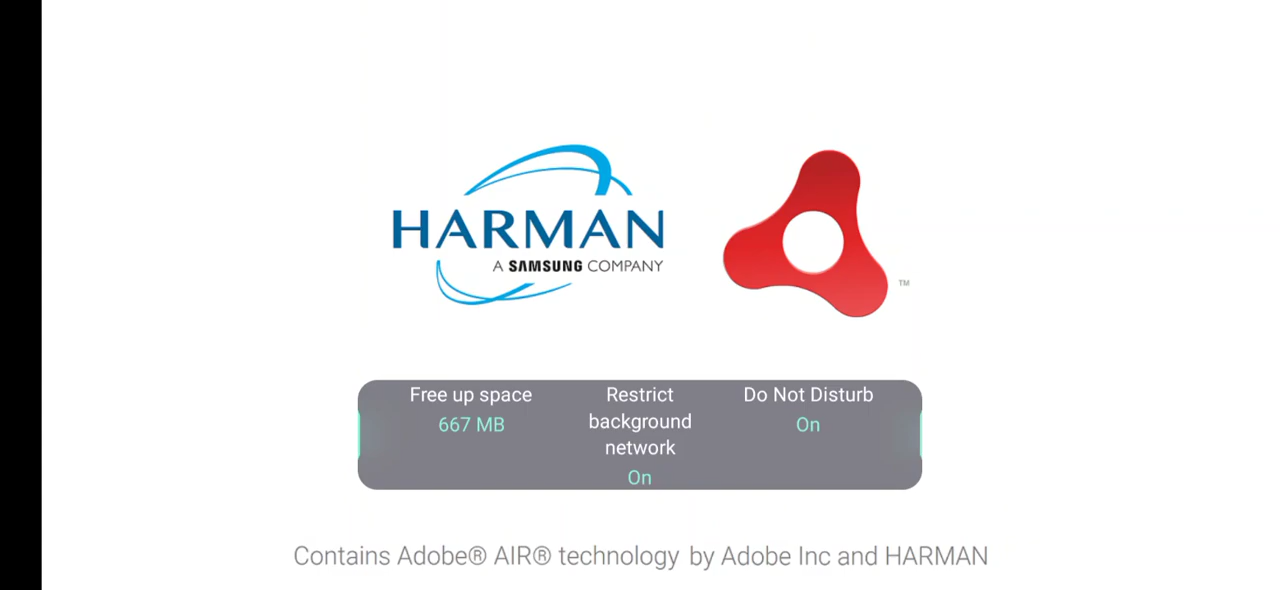 HARMAN
A SAMSUNG COMPANY
TM
Free up space
667 MB
Restrict
background
network
On
Do Not Disturb
On
Contains Adobe® AIR® technology by Adobe Inc and HARMAN